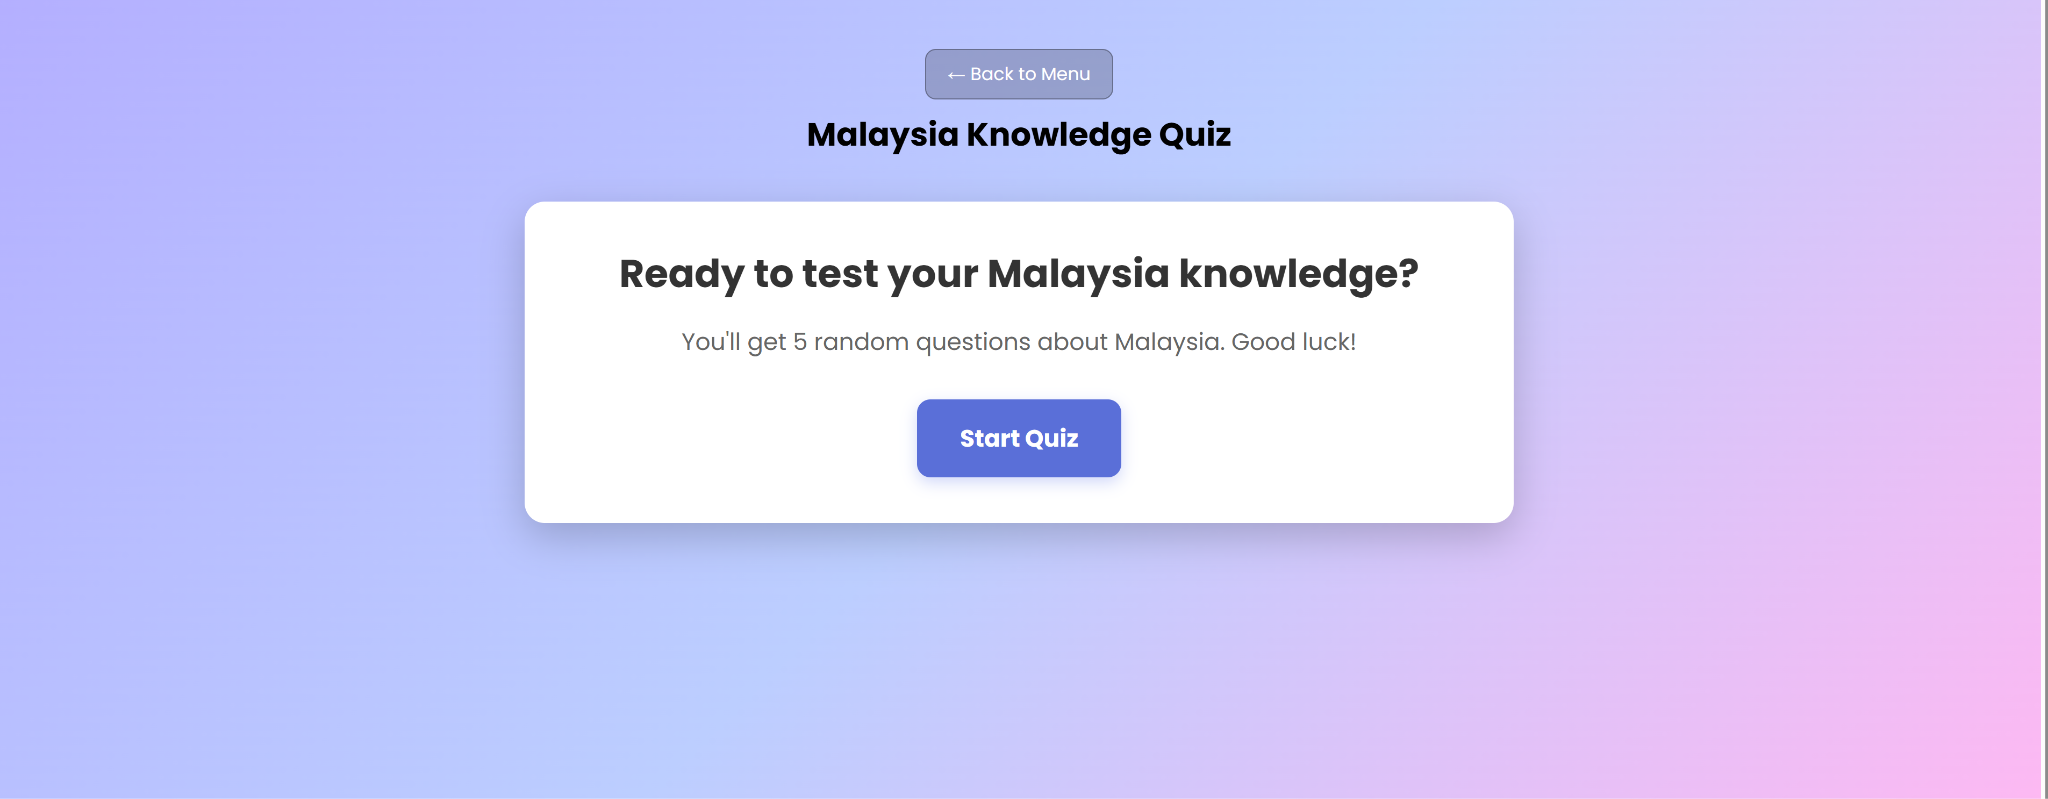 ← Back to Menu
Malaysia Knowledge Quiz
Ready to test your Malaysia knowledge?
You'll get 5 random questions about Malaysia. Good luck!
Start Quiz